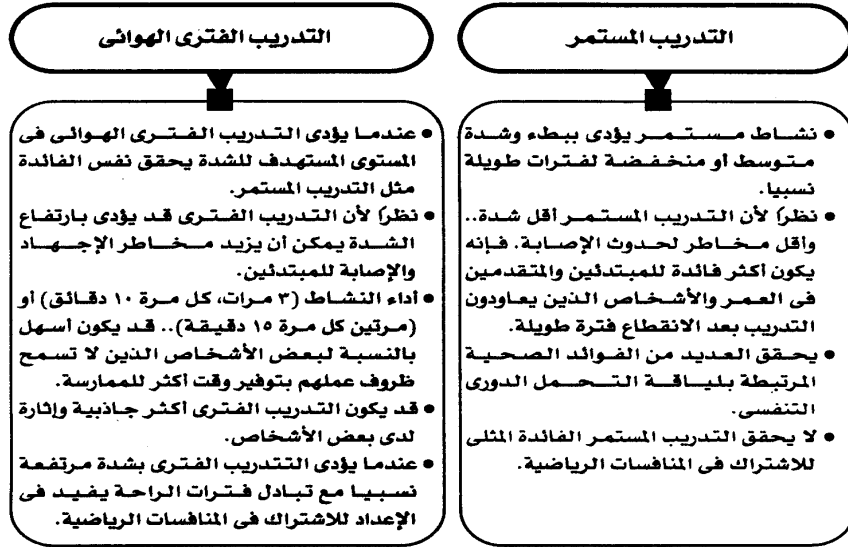 التدريب المستمر
نشاط مستمر يؤدى ببطء وشدة
متوسط أو منخفضة لفترات طويلة
نسبيا.
نظراً لأن التدريب المستمر أقل شدة..
وأقل مخاطر لحدوث الإصابة. فإنه
يكون أكثر فائدة للمبتدئين والمتقدمين
فى العمر والأشخاص الذين يعاودون
التدريب بعد الانقطاع فترة طويلة.
يحقق العديد من الفوائد الصحية
المرتبطة بلياقة التحمل الدورى
التنفسى.
لا يحقق التدريب المستمر الفائدة المثلى
للاشتراك فى المنافسات الرياضية.
التدريب الفترى الهوائى
عندما يؤدى التدريب الفترى الهوائى فى
المستوى المستهدف للشدة يحقق نفس الفائدة
مثل التدريب المستمر.
نظراً لأن التدريب الفترى قد يؤدى بارتفاع
الشدة يمكن أن يزيد مخاطر الإجهاد
والإصابة للمبتدئين.
أداء النشاط (٣ مرات، كل مرة ١٠ دقائق) أو
(مرتين كل مرة ١٥ دقيقة).. قد يكون أسهل
بالنسبة لبعض الأشخاص الذين لا تسمح
ظروف عملهم بتوفير وقت أكثر للممارسة.
قد يكون التدريب الفترى أكثر جاذبية وإثارة
لدى بعض الأشخاص.
عندما يؤدى التتدريب الفترى بشدة مرتفعة
نسبيا مع تبادل فترات الراحة يفيد فى
الإعداد للاشتراك فى المنافسات الرياضية.